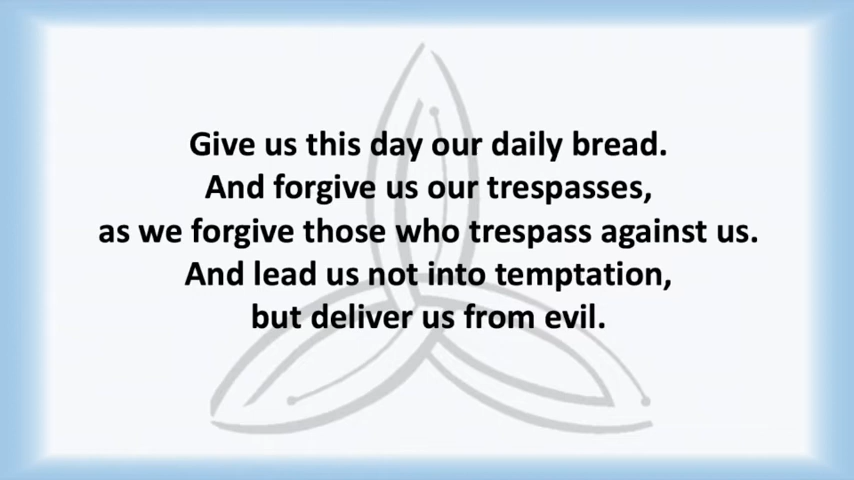 Give us this day our daily bread.
And forgive us our trespasses,
as we forgive those who trespass against us.
And lead us not into temptation,
but deliver us from evil.